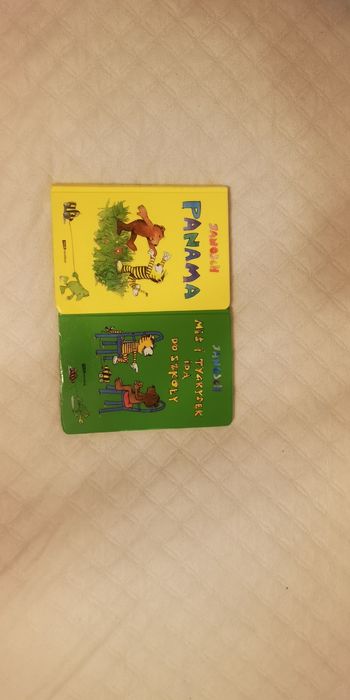 JANOSCH
PANAMA
JANOSCH
MIŚ I TYGRYSEK
IDĄ
DO SZKOŁY